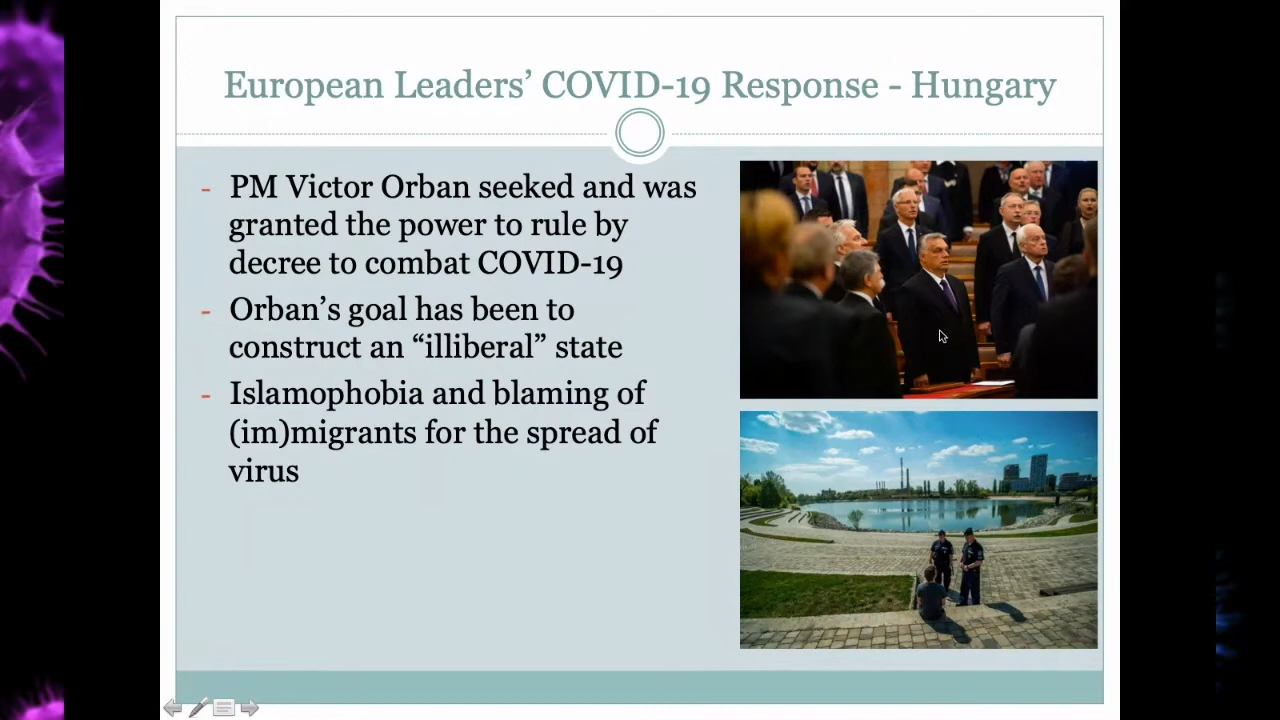 European Leaders’ COVID-19 Response - Hungary
- PM Victor Orban seeked and was
granted the power to rule by
decree to combat COVID-19
- Orban’s goal has been to
construct an “illiberal” state
- Islamophobia and blaming of
(im)migrants for the spread of
virus